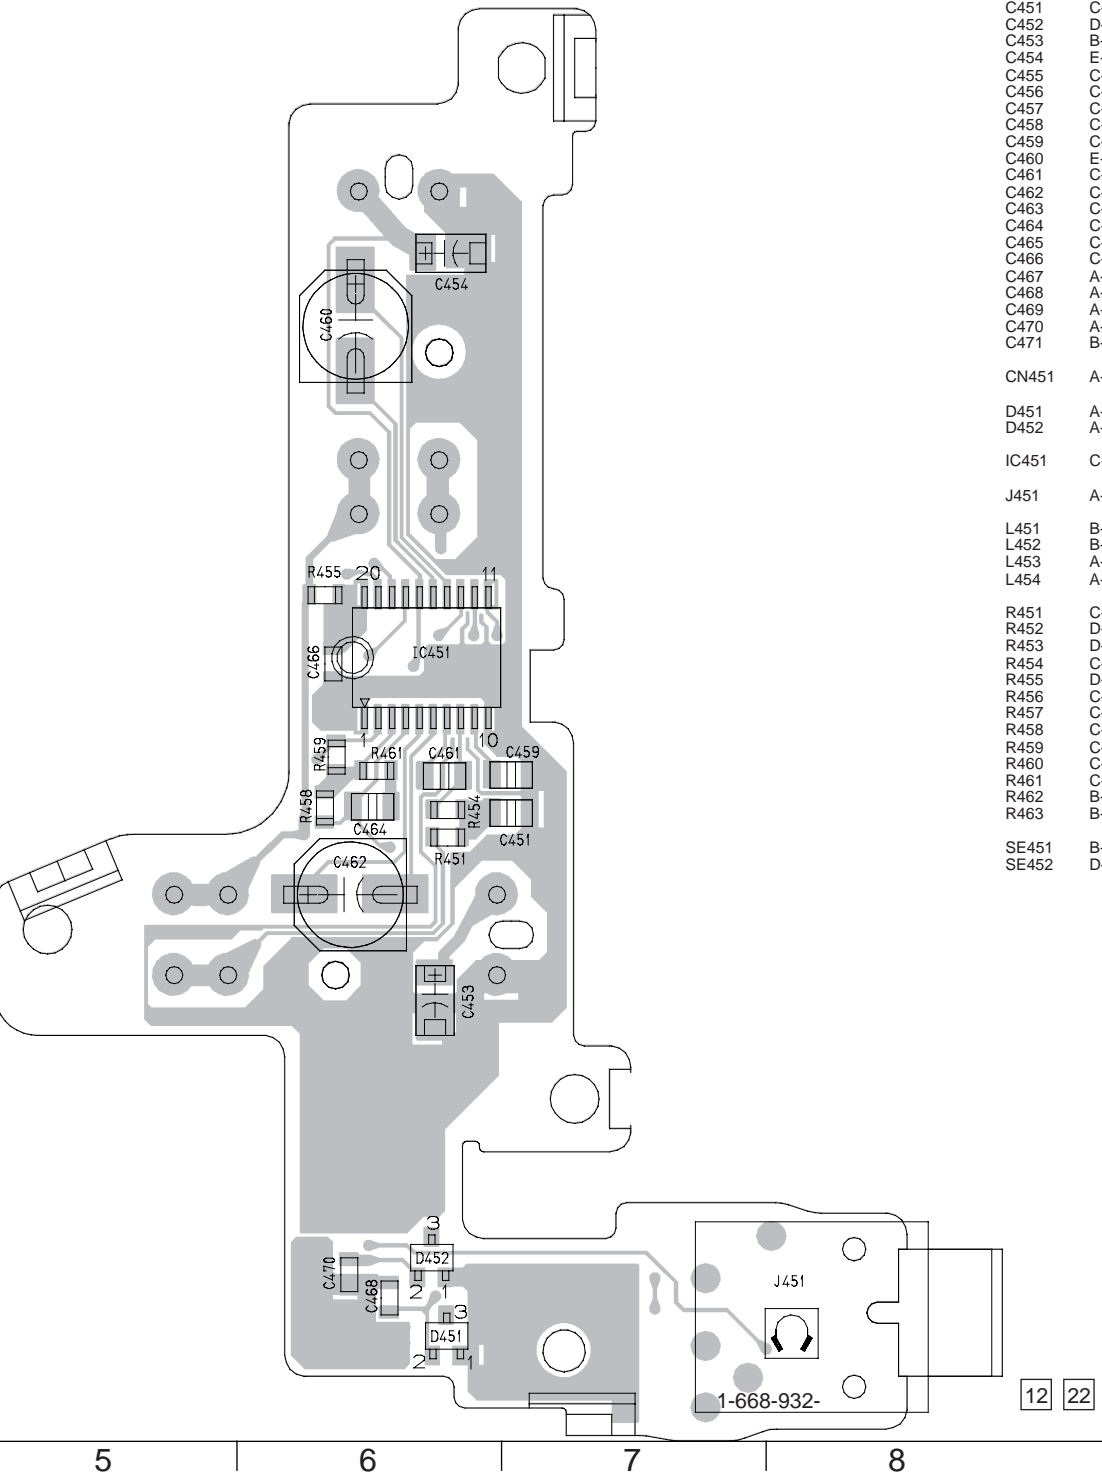 C451 C-
C452 D-
C453 B-
C454 E-
C455 C-
C456 C-
C457 C-
C458 C-
C459 C-
C460 E-
C461 C-
C462 C-
C463 C-
C464 C-
C465 C-
C466 C-
C467 A-
C468 A-
C469 A-
C470 A-
C471 B-
CN451 A-
D451 A-
D452 A-
IC451 C-
J451 A-
L451 B-
L452 B-
L453 A-
L454 A-
R451 C-
R452 D-
R453 D-
R454 C-
R455 D-
R456 C-
R457 C-
R458 C-
R459 C-
R460 C-
R461 C-
R462 B-
R463 B-
SE451 B-
SE452 D-
C454
C460
R455
20
11
C466
IC451
1
10
R459
R461
C461
C459
R458
C464
R454
C451
R451
C462
C453
3
D452
2 1
C470
C468
3
D451
2 1
J451
1-668-932-
12 22
5 6 7 8